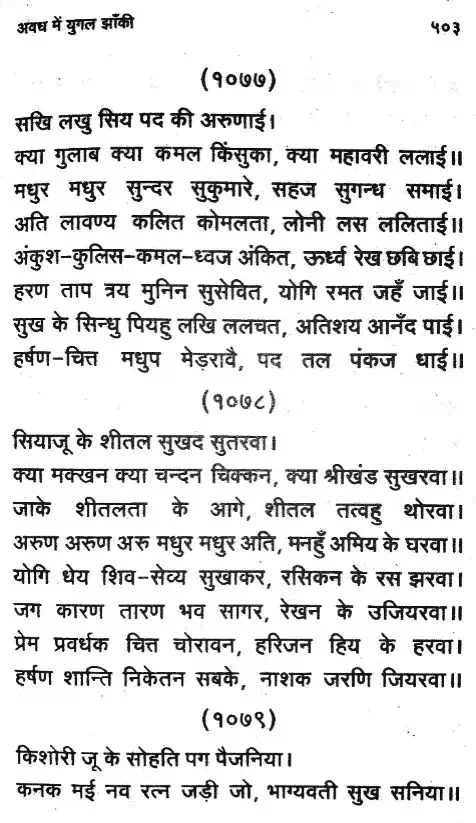 अवध में युगल झाँकी ५०३
(१०७७)
सखि लखु सिय पद की अरुणाई।
क्या गुलाब क्या कमल किंसुका, क्या महावरी ललाई॥
मधुर मधुर सुन्दर सुकुमारे, सहज सुगन्ध समाई।
अति लावण्य कलित कोमलता, लोनी लस ललिताई॥
अंकुश-कुलिस-कमल-ध्वज अंकित, ऊर्ध्व रेख छबि छाई।
हरण ताप त्रय मुनिन सुसेवित, योगि रमत जहँ जाई॥
सुख के सिन्धु पियहु लखि ललचत, अतिशय आनँद पाई।
हर्षण-चित्त मधुप मेड़रावै, पद तल पंकज धाई॥
(१०७८)
सियाजू के शीतल सुखद सुतरवा।
क्या मक्खन क्या चन्दन चिक्कन, क्या श्रीखंड सुखरवा॥
जाके शीतलता के आगे, शीतल तत्वहु थोरवा।
अरुण अरुण अरु मधुर मधुर अति, मनहुँ अमिय के घरवा॥
योगि धेय शिव-सेव्य सुखाकर, रसिकन के रस झरवा।
जग कारण तारण भव सागर, रेखन के उजियरवा॥
प्रेम प्रवर्धक चित्त चोरावन, हरिजन हिय के हरवा।
हर्षण शान्ति निकेतन सबके, नाशक जरणि जियरवा॥
(१०७९)
किशोरी जू के सोहति पग पैजनिया।
कनक मई नव रत्न जड़ी जो, भाग्यवती सुख सनिया॥